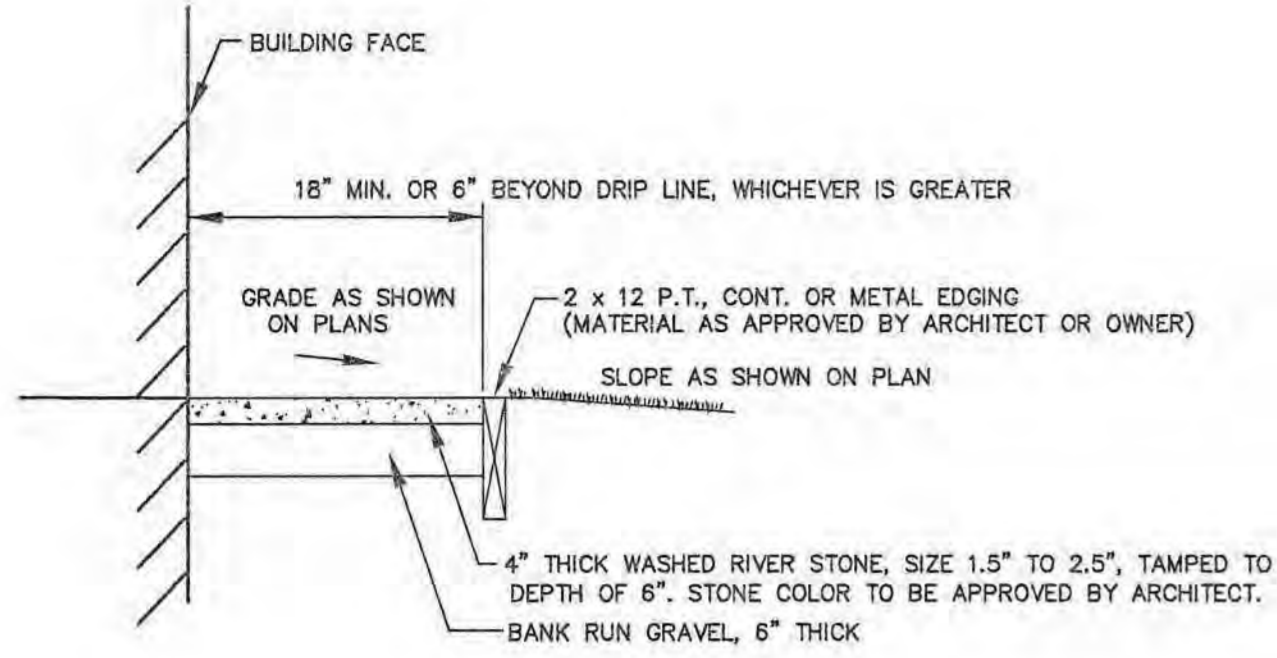 BUILDING FACE
18" MIN. OR 6" BEYOND DRIP LINE, WHICHEVER IS GREATER
GRADE AS SHOWN
ON PLANS
2 x 12 P.T., CONT. OR METAL EDGING
(MATERIAL AS APPROVED BY ARCHITECT OR OWNER)
SLOPE AS SHOWN ON PLAN
4" THICK WASHED RIVER STONE, SIZE 1.5" TO 2.5", TAMPED TO
DEPTH OF 6". STONE COLOR TO BE APPROVED BY ARCHITECT.
BANK RUN GRAVEL, 6" THICK